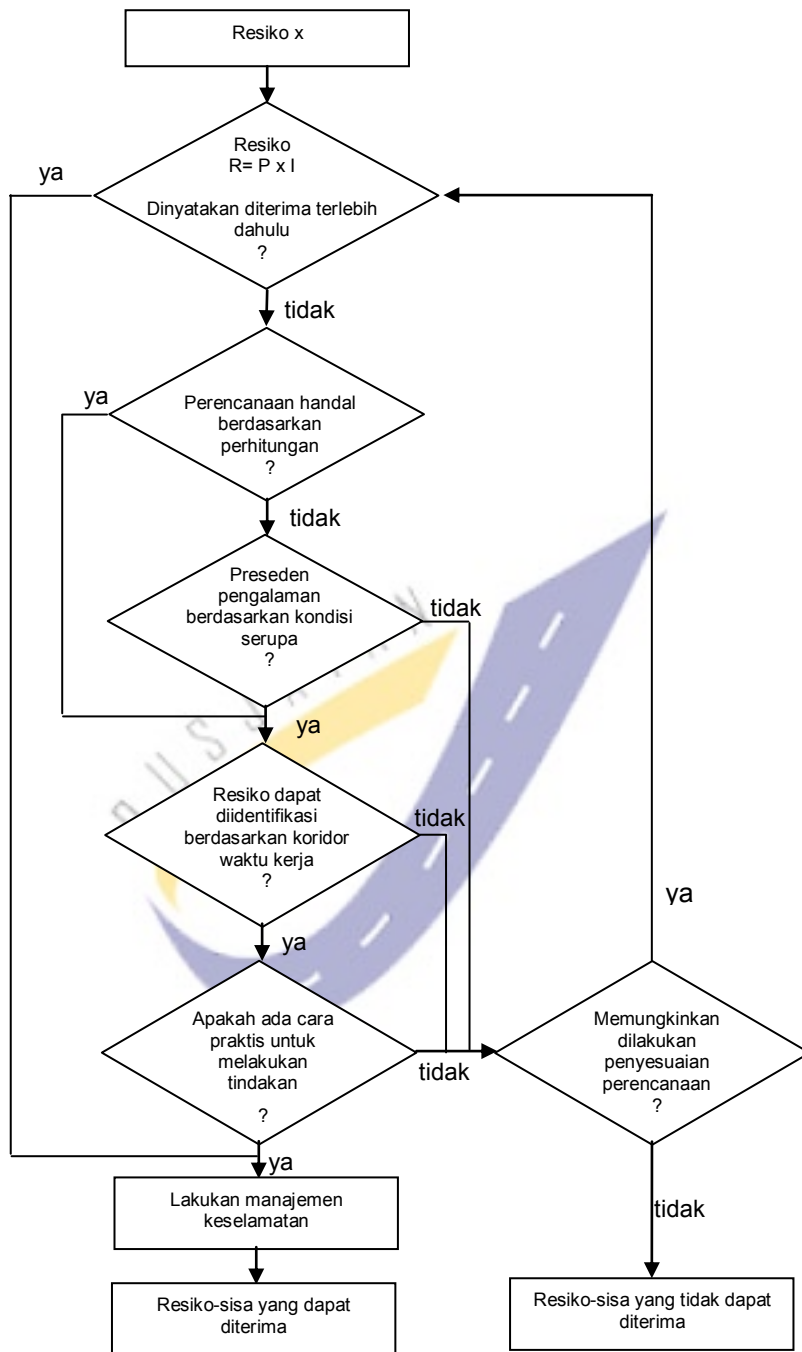 Resiko x
Resiko
R= P x I
Dinyatakan diterima terlebih
dahulu
?
ya
tidak
Perencanaan handal
berdasarkan
perhitungan
?
ya
tidak
Preseden
pengalaman
berdasarkan kondisi
serupa
?
tidak
ya
Resiko dapat
diidentifikasi
berdasarkan koridor
waktu kerja
?
tidak
ya
Apakah ada cara
praktis untuk
melakukan
tindakan
?
tidak
ya
Memungkinkan
dilakukan
penyesuaian
perencanaan
?
ya
tidak
Lakukan manajemen
keselamatan
Resiko-sisa yang dapat
diterima
Resiko-sisa yang tidak dapat
diterima